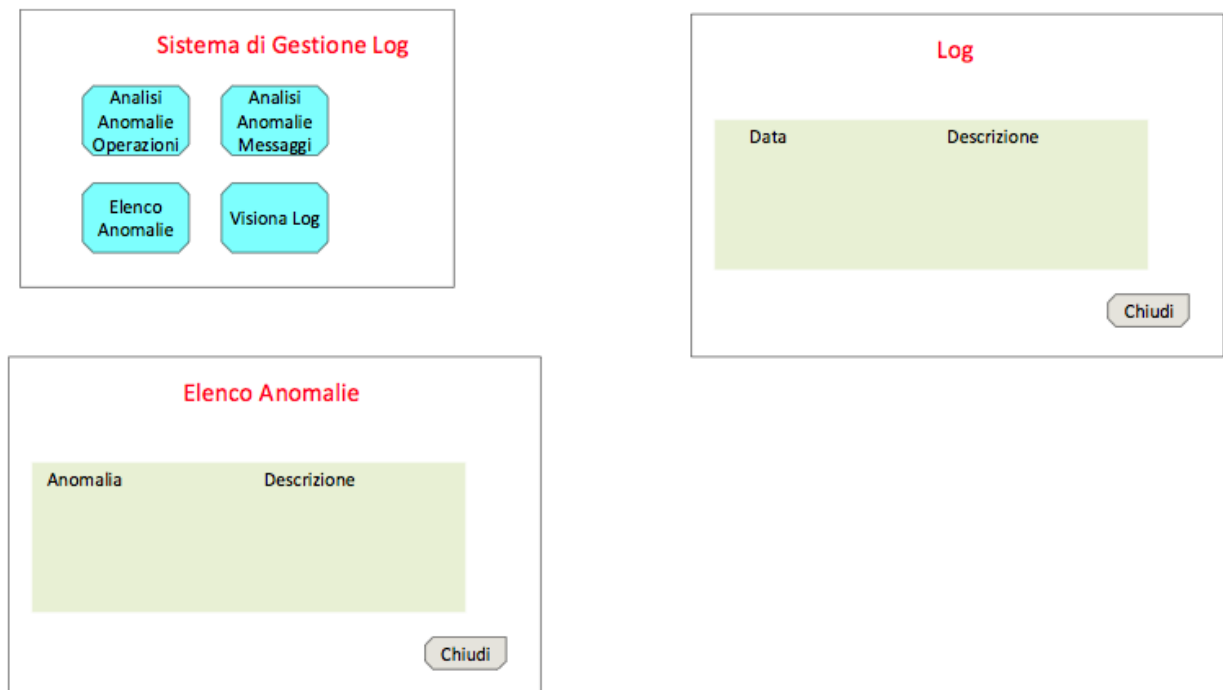 Sistema di Gestione Log
Analisi
Anomalie
Operazioni
Analisi
Anomalie
Messaggi
Elenco
Anomalie
Visiona Log
Log
Data Descrizione
Chiudi
Elenco Anomalie
Anomalia Descrizione
Chiudi